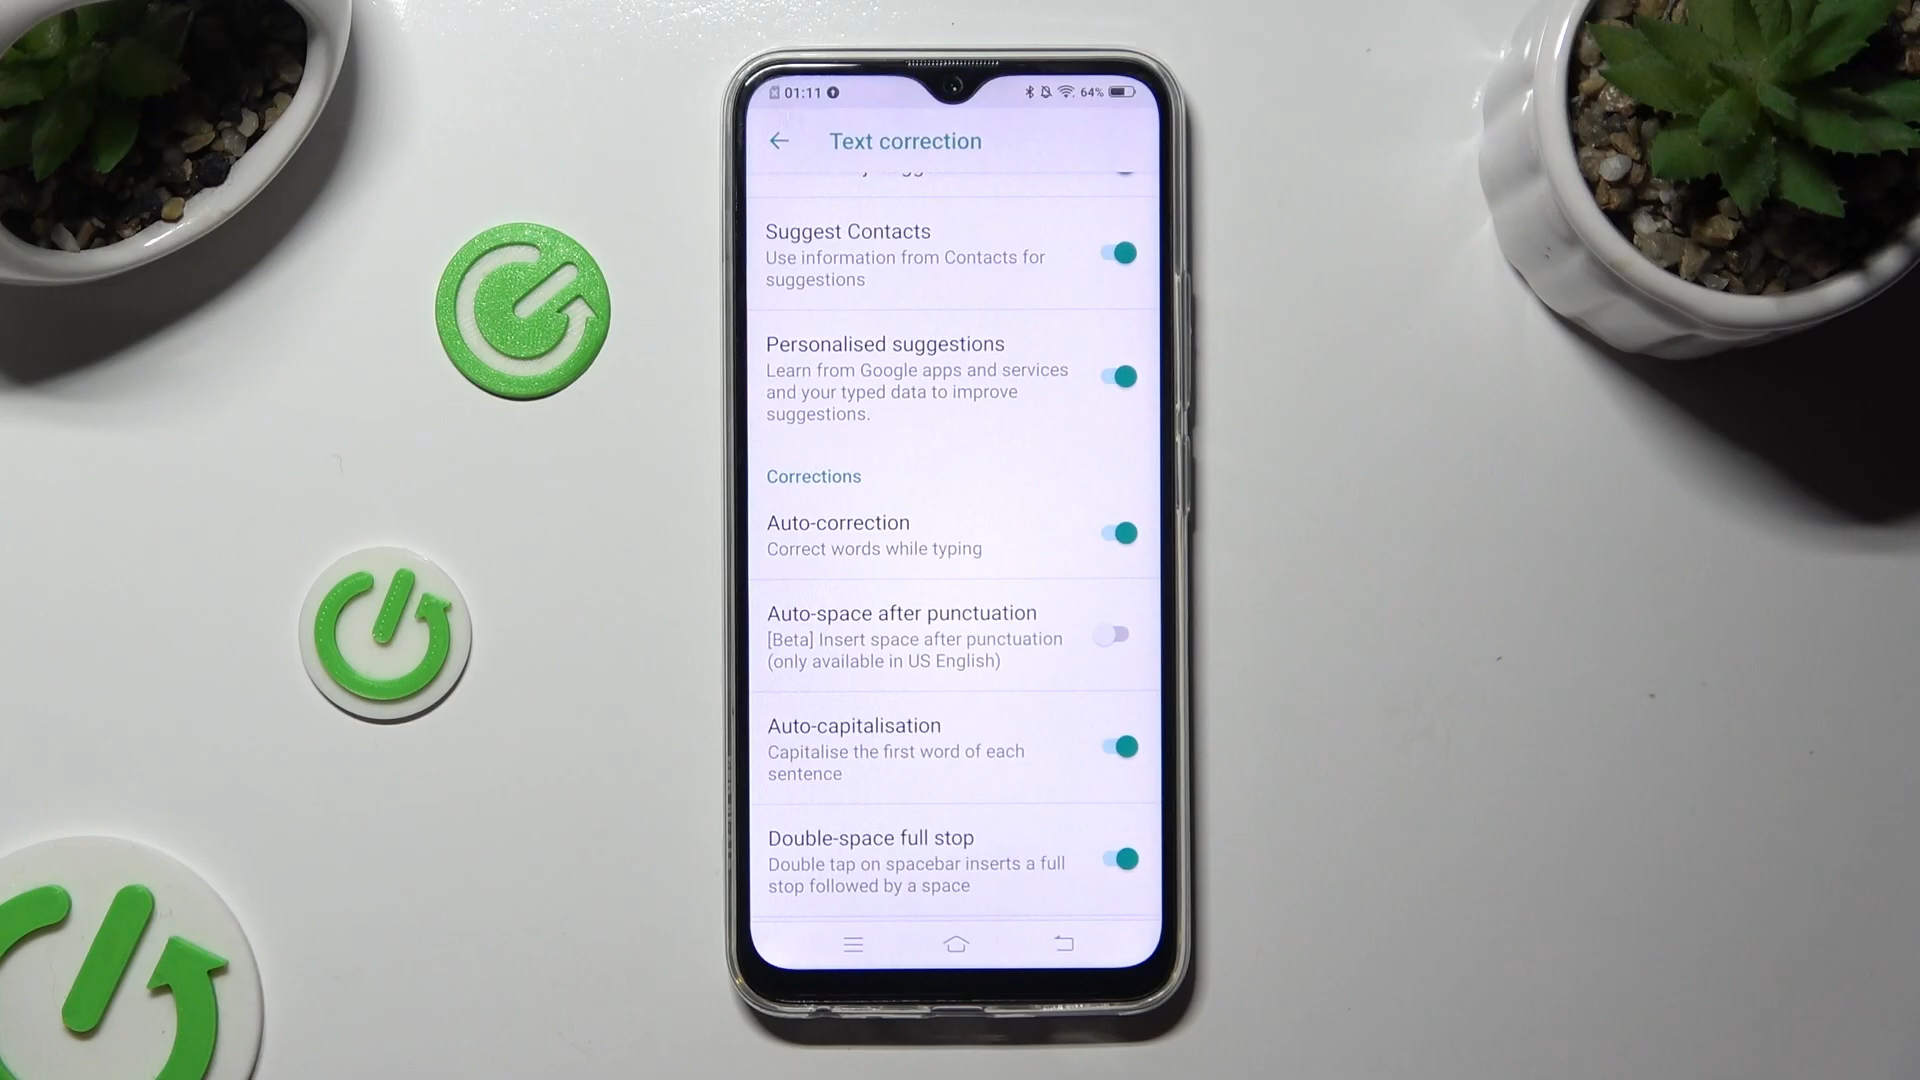 01:11 64%
Text correction
Suggest Contacts
Use information from Contacts for
suggestions
Personalised suggestions
Learn from Google apps and services
and your typed data to improve
suggestions.
Corrections
Auto-correction
Correct words while typing
Auto-space after punctuation
[Beta] Insert space after punctuation
(only available in US English)
Auto-capitalisation
Capitalise the first word of each
sentence
Double-space full stop
Double tap on spacebar inserts a full
stop followed by a space